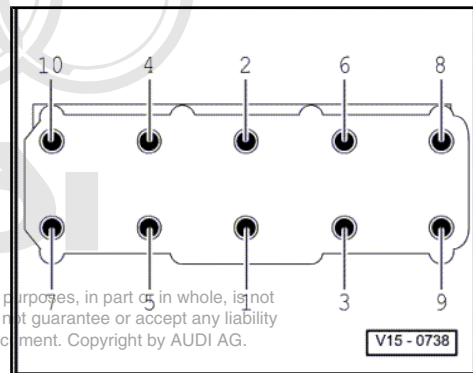 10 4 2 6 8
7 5 1 3 9
purposes, in part or in whole, is not
not guarantee or accept any liability
ment. Copyright by AUDI AG.
V15 - 0738